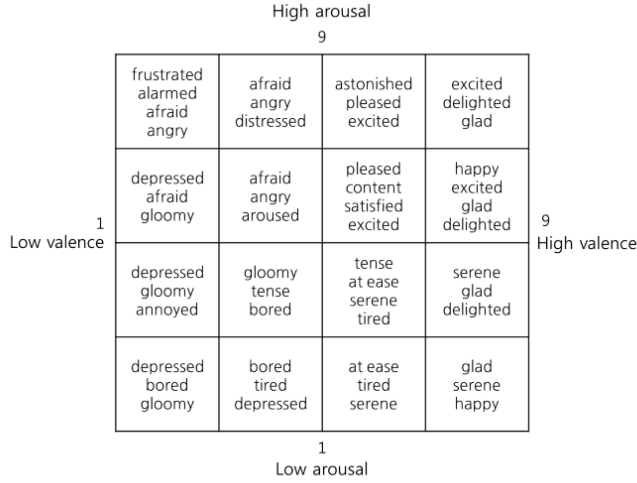 High arousal
9
frustrated
alarmed
afraid
angry
afraid
angry
distressed
astonished
pleased
excited
excited
delighted
glad
depressed
afraid
gloomy
afraid
angry
aroused
pleased
content
satisfied
excited
happy
excited
glad
delighted
1
Low valence
9
High valence
depressed
gloomy
annoyed
gloomy
tense
bored
tense
at ease
serene
tired
serene
glad
delighted
depressed
bored
gloomy
bored
tired
depressed
at ease
tired
serene
glad
serene
happy
1
Low arousal